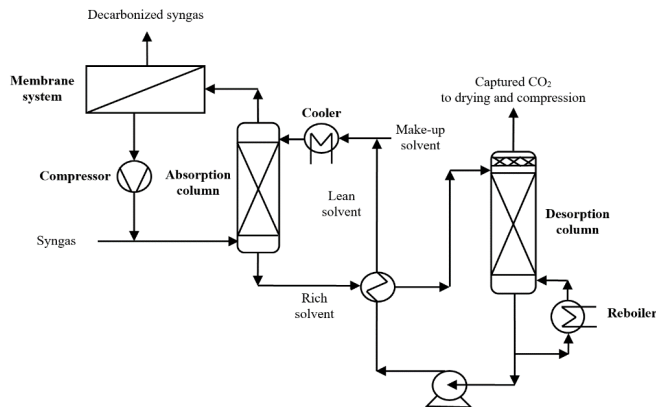 Decarbonized syngas
Membrane
system
Captured CO₂
to drying and compression
Cooler
Make-up
solvent
Compressor
Absorption
column
Lean
solvent
Desorption
column
Syngas
Rich
solvent
Reboiler